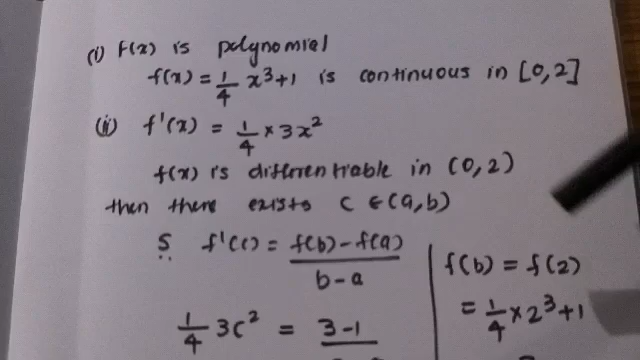 (i) f(x) is polynomial
f(x) = 1/4 x³+1 is continuous in [0,2]
(ii) f'(x) = 1/4 × 3x²
f(x) is differentiable in (0,2)
then there exists C ∈ (a,b)
f'(c) = f(b)-f(a) / b-a
1/4 3c² = 3-1
f(b) = f(2)
= 1/4 × 2³+1